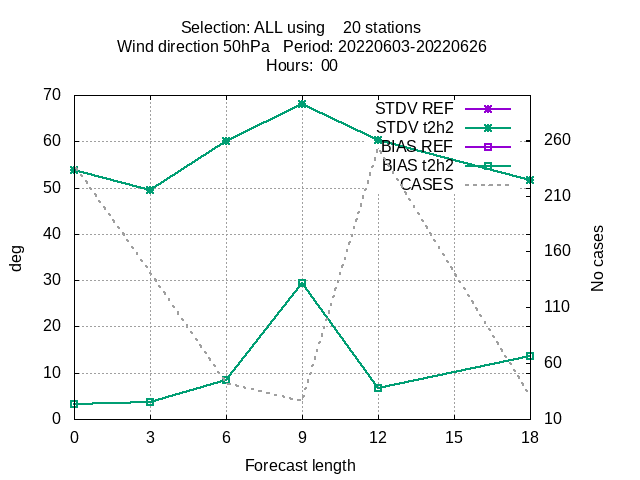 Selection: ALL using    20 stations
Wind direction 50hPa   Period: 20220603-20220626
Hours:  00
STDV REF
STDV t2h2
BIAS REF
BIAS t2h2
CASES
deg
70
60
50
40
30
20
10
0
260
210
160
110
60
10
No cases
0 3 6 9 12 15 18
Forecast length